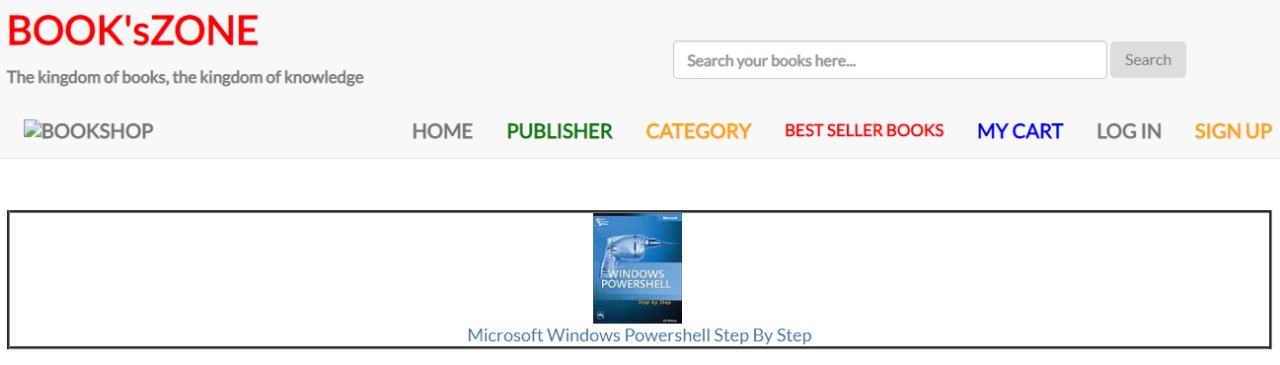 BOOK'sZONE
The kingdom of books, the kingdom of knowledge
Search your books here...
Search
BOOKSHOP
HOME
PUBLISHER
CATEGORY
BEST SELLER BOOKS
MY CART
LOG IN
SIGN UP
Microsoft
WINDOWS
POWERSHELL
Step by Step
Microsoft Windows Powershell Step By Step